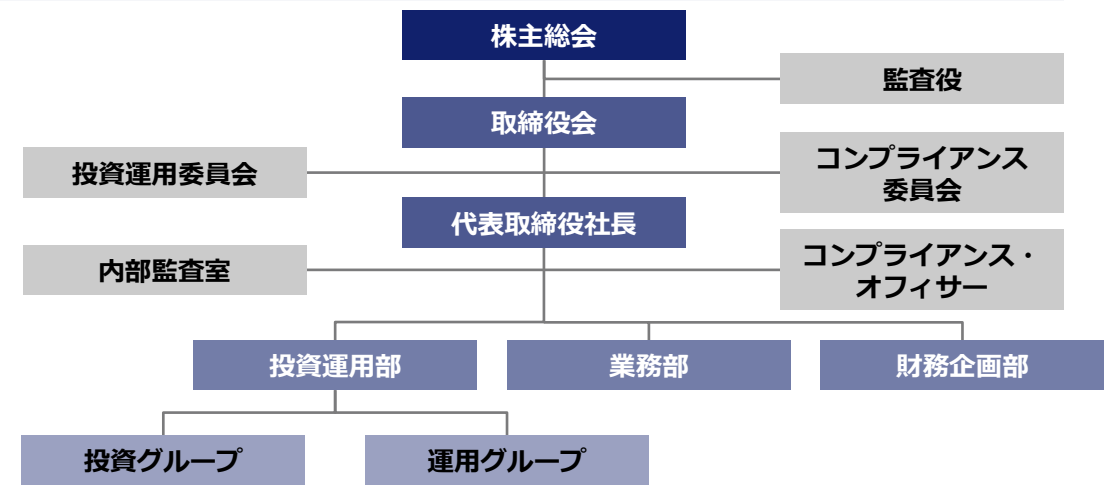 株主総会
監査役
取締役会
投資運用委員会
コンプライアンス
委員会
代表取締役社長
内部監査室
コンプライアンス・
オフィサー
投資運用部
業務部
財務企画部
投資グループ
運用グループ